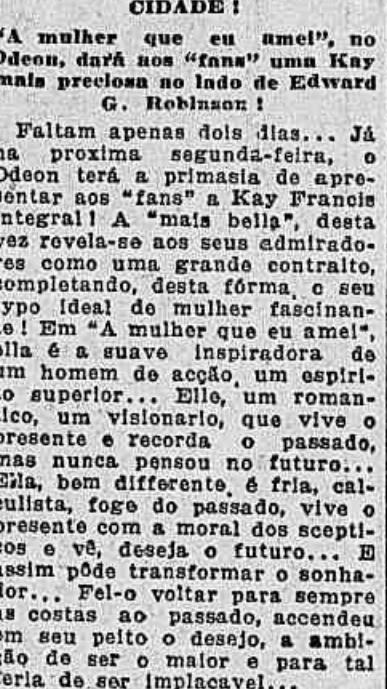 CIDADE !
"A mulher que eu amei", no
Odeon, dará aos "fans" uma Kay
mais preciosa no lado de Edward
G. Robinson !
Faltam apenas dois dias... Já
na proxima segunda-feira, o
Odeon terá a primasia de apre-
sentar aos "fans" a Kay Francis
integral! A "mais bella", desta
vez revela-se aos seus admirado-
res como uma grande contralto,
completando, desta fórma, o seu
typo ideal de mulher fascinan-
te ! Em "A mulher que eu amei",
ella é a suave inspiradora de
um homem de acção, um espiri-
to superior... Elle, um roman-
tico, um visionario, que vive o
presente e recorda o passado,
mas nunca pensou no futuro...
Ella, bem differente, é fria, cal-
culista, foge do passado, vive o
presente com a moral dos scepti-
cos e vê, deseja o futuro... E
assim pôde transformar o sonha-
dor... Fel-o voltar para sempre
as costas ao passado, accendeu
em seu peito o desejo, a ambi-
ção de ser o maior e para tal
teria de ser implacavel...